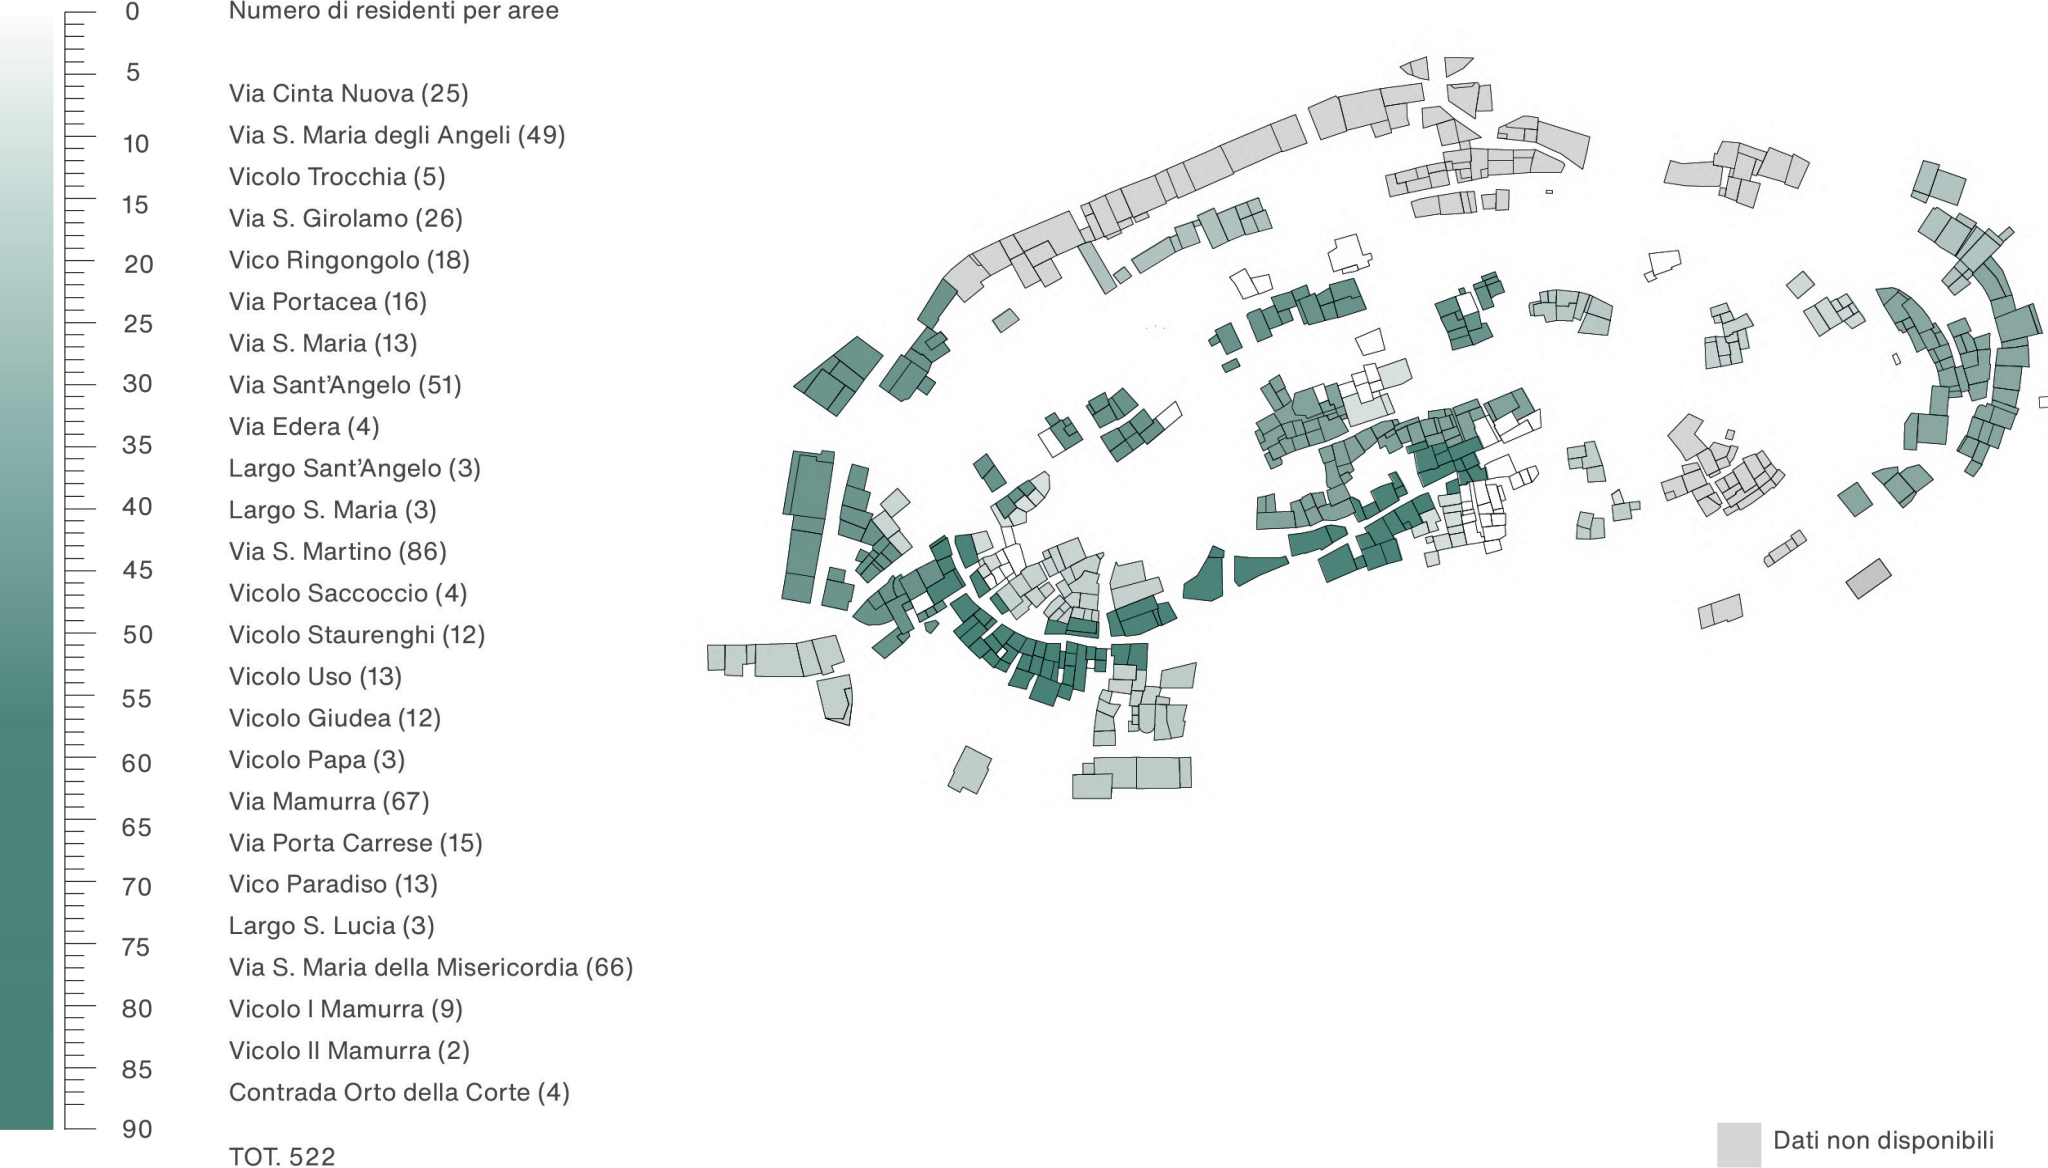 Numero di residenti per aree
0
5
10
15
20
25
30
35
40
45
50
55
60
65
70
75
80
85
90
Via Cinta Nuova (25)
Via S. Maria degli Angeli (49)
Vicolo Trocchia (5)
Via S. Girolamo (26)
Vico Ringongolo (18)
Via Portacea (16)
Via S. Maria (13)
Via Sant'Angelo (51)
Via Edera (4)
Largo Sant'Angelo (3)
Largo S. Maria (3)
Via S. Martino (86)
Vicolo Saccoccio (4)
Vicolo Staurenghi (12)
Vicolo Uso (13)
Vicolo Giudea (12)
Vicolo Papa (3)
Via Mamurra (67)
Via Porta Carrese (15)
Vico Paradiso (13)
Largo S. Lucia (3)
Via S. Maria della Misericordia (66)
Vicolo I Mamurra (9)
Vicolo II Mamurra (2)
Contrada Orto della Corte (4)
TOT. 522
Dati non disponibili